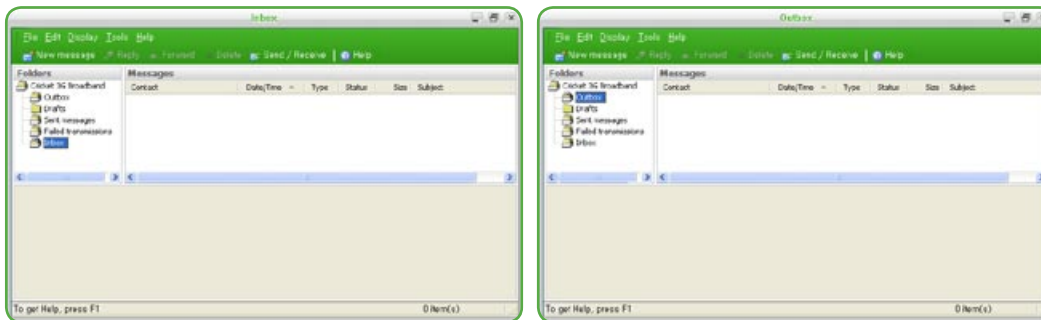 Inbox
File Edit Display Tools Help
New message Reply Forward Delete Send / Receive Help
Folders Messages
Cricket 3G Broadband Contact Date/Time Type Status Size Subject
Outbox
Drafts
Sent messages
Failed transmissions
Inbox
To get Help, press F1 0 item(s)
Outbox
File Edit Display Tools Help
New message Reply Forward Delete Send / Receive Help
Folders Messages
Cricket 3G Broadband Contact Date/Time Type Status Size Subject
Outbox
Drafts
Sent messages
Failed transmissions
Inbox
To get Help, press F1 0 item(s)